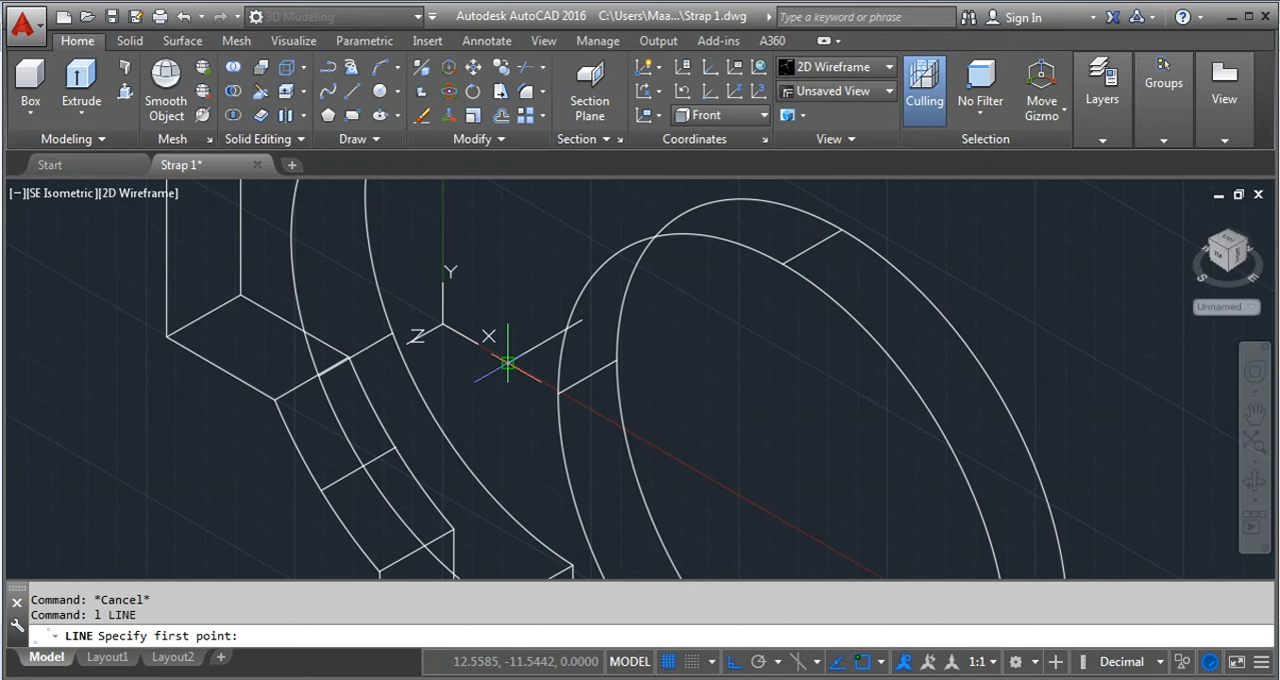 3D Modeling Autodesk AutoCAD 2016 C:\Users\Maa...\Strap 1.dwg Type a keyword or phrase Sign In
Home Solid Surface Mesh Visualize Parametric Insert Annotate View Manage Output Add-ins A360
Box Extrude Smooth Object Section Plane 2D Wireframe Unsaved View Front Culling No Filter Move Gizmo Layers Groups View
Modeling Mesh Solid Editing Draw Modify Section Coordinates View Selection
Start Strap 1*
[−][SE Isometric][2D Wireframe]
Y
Z X
S E
Unnamed
Command: *Cancel*
Command: l LINE
LINE Specify first point:
Model Layout1 Layout2 + 12.5585, -11.5442, 0.0000 MODEL 1:1 Decimal